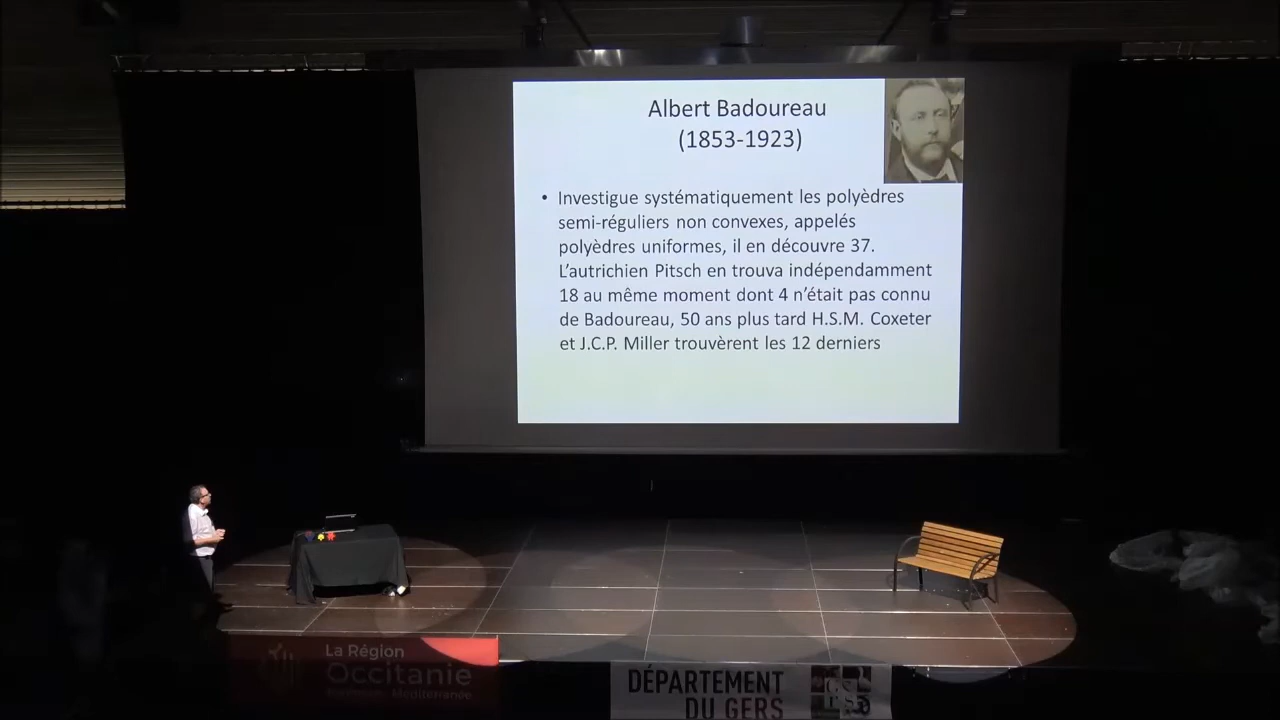 Albert Badoureau
(1853-1923)
• Investigue systématiquement les polyèdres
semi-réguliers non convexes, appelés
polyèdres uniformes, il en découvre 37.
L’autrichien Pitsch en trouva indépendamment
18 au même moment dont 4 n’était pas connu
de Badoureau, 50 ans plus tard H.S.M. Coxeter
et J.C.P. Miller trouvèrent les 12 derniers
La Région
Occitanie
DÉPARTEMENT
DU GERS